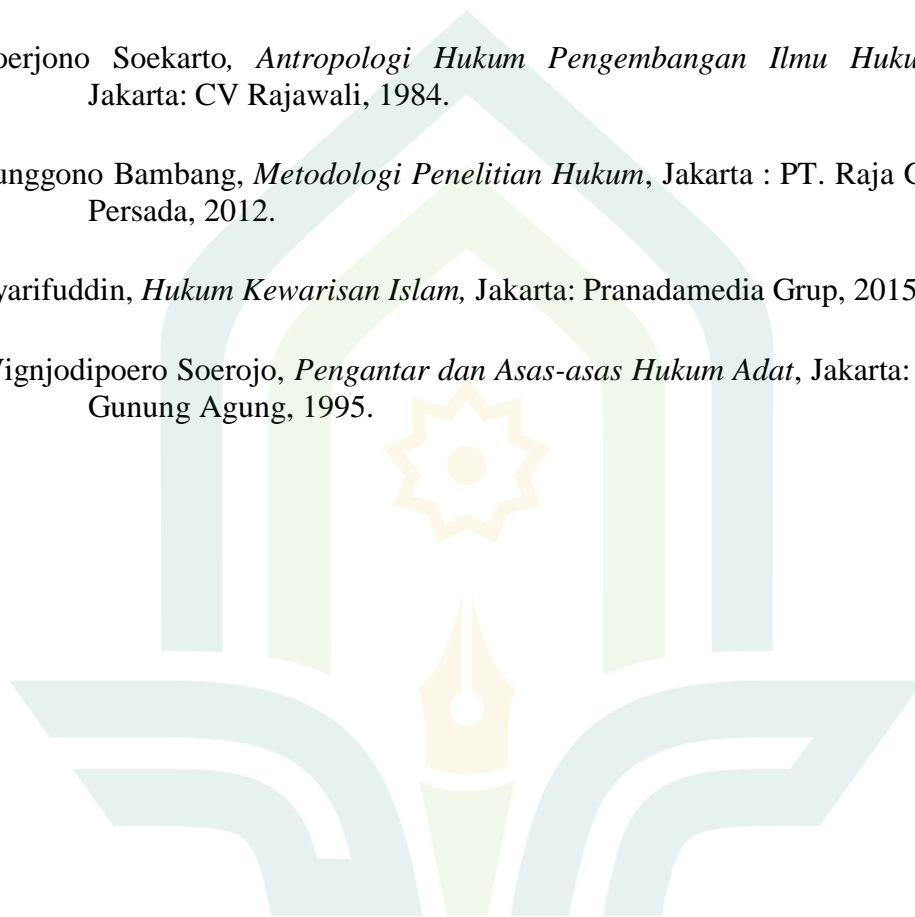 oerjono Soekarto, Antropologi Hukum Pengembangan Ilmu Huku
Jakarta: CV Rajawali, 1984.
unggono Bambang, Metodologi Penelitian Hukum, Jakarta : PT. Raja
Persada, 2012.
yarifuddin, Hukum Kewarisan Islam, Jakarta: Pranadamedia Grup, 2015
ignjodipoero Soerojo, Pengantar dan Asas-asas Hukum Adat, Jakarta:
Gunung Agung, 1995.